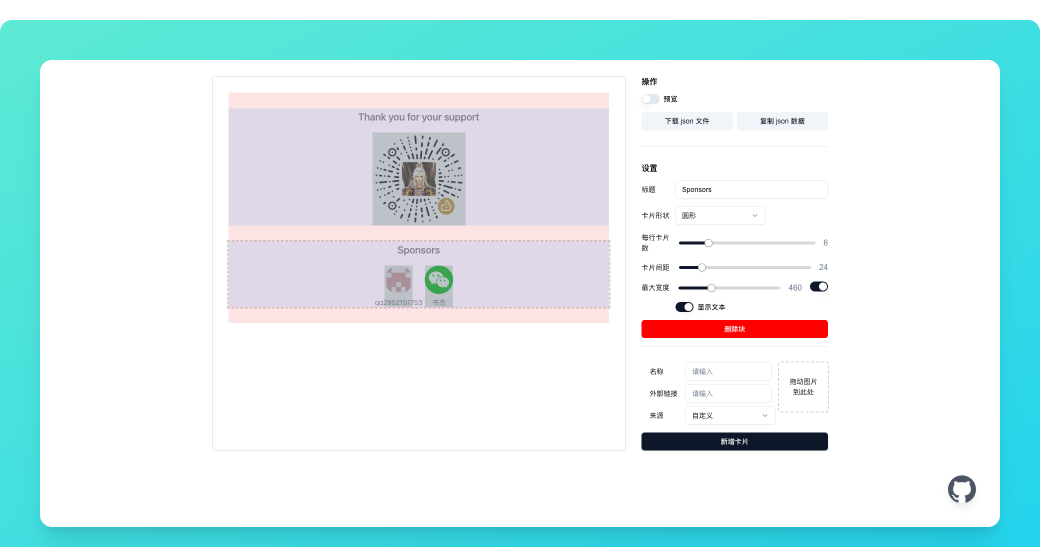 Thank you for your support
Sponsors
qq2952161753
书杰
操作
预览
下载 json 文件
复制 json 数据
设置
标题
Sponsors
卡片形状
圆形
每行卡片
数
6
卡片间距
24
最大宽度
460
显示文本
删除块
名称
请输入
拖动图片
到此处
外部链接
请输入
来源
自定义
新增卡片